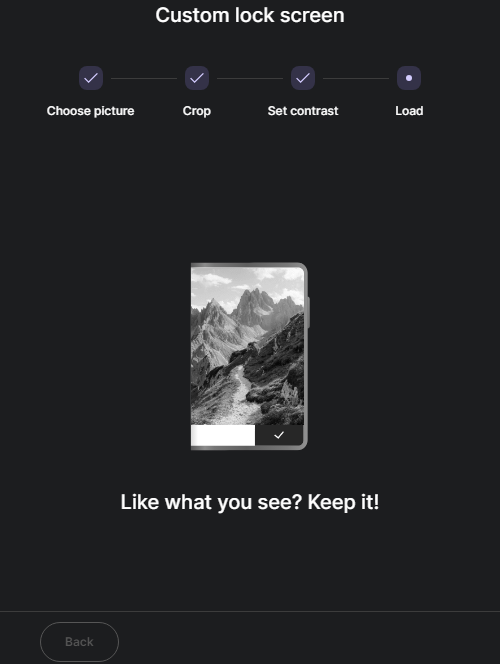 Custom lock screen
Choose picture
Crop
Set contrast
Load
Like what you see? Keep it!
Back